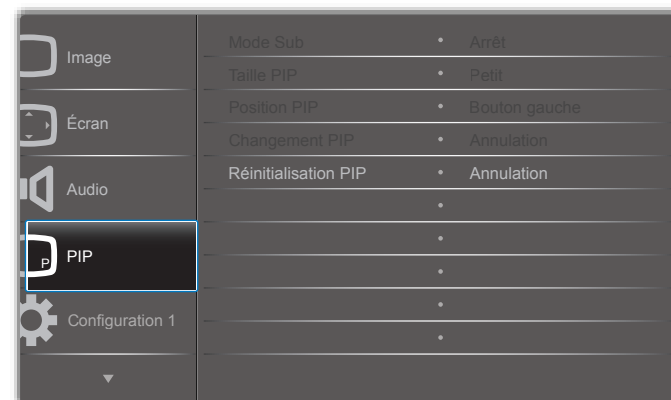 Image
Écran
Audio
P
PIP
Configuration 1
Mode Sub • Arrêt
Taille PIP • Petit
Position PIP • Bouton gauche
Changement PIP • Annulation
Réinitialisation PIP • Annulation
•
•
•
•
•